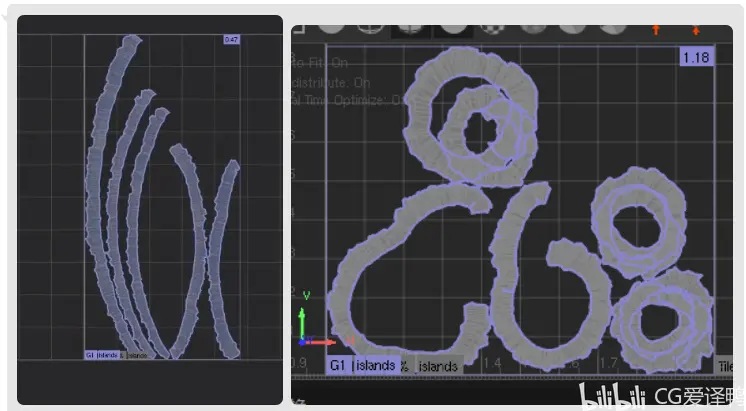 0.47
G1 islands % islands
to Fit: On
distribute: On
al Time Optimize: O
1.18
V
0.9
1.4
1.7
G1 islands % islands
Tile
bilibili CG爱译鸭